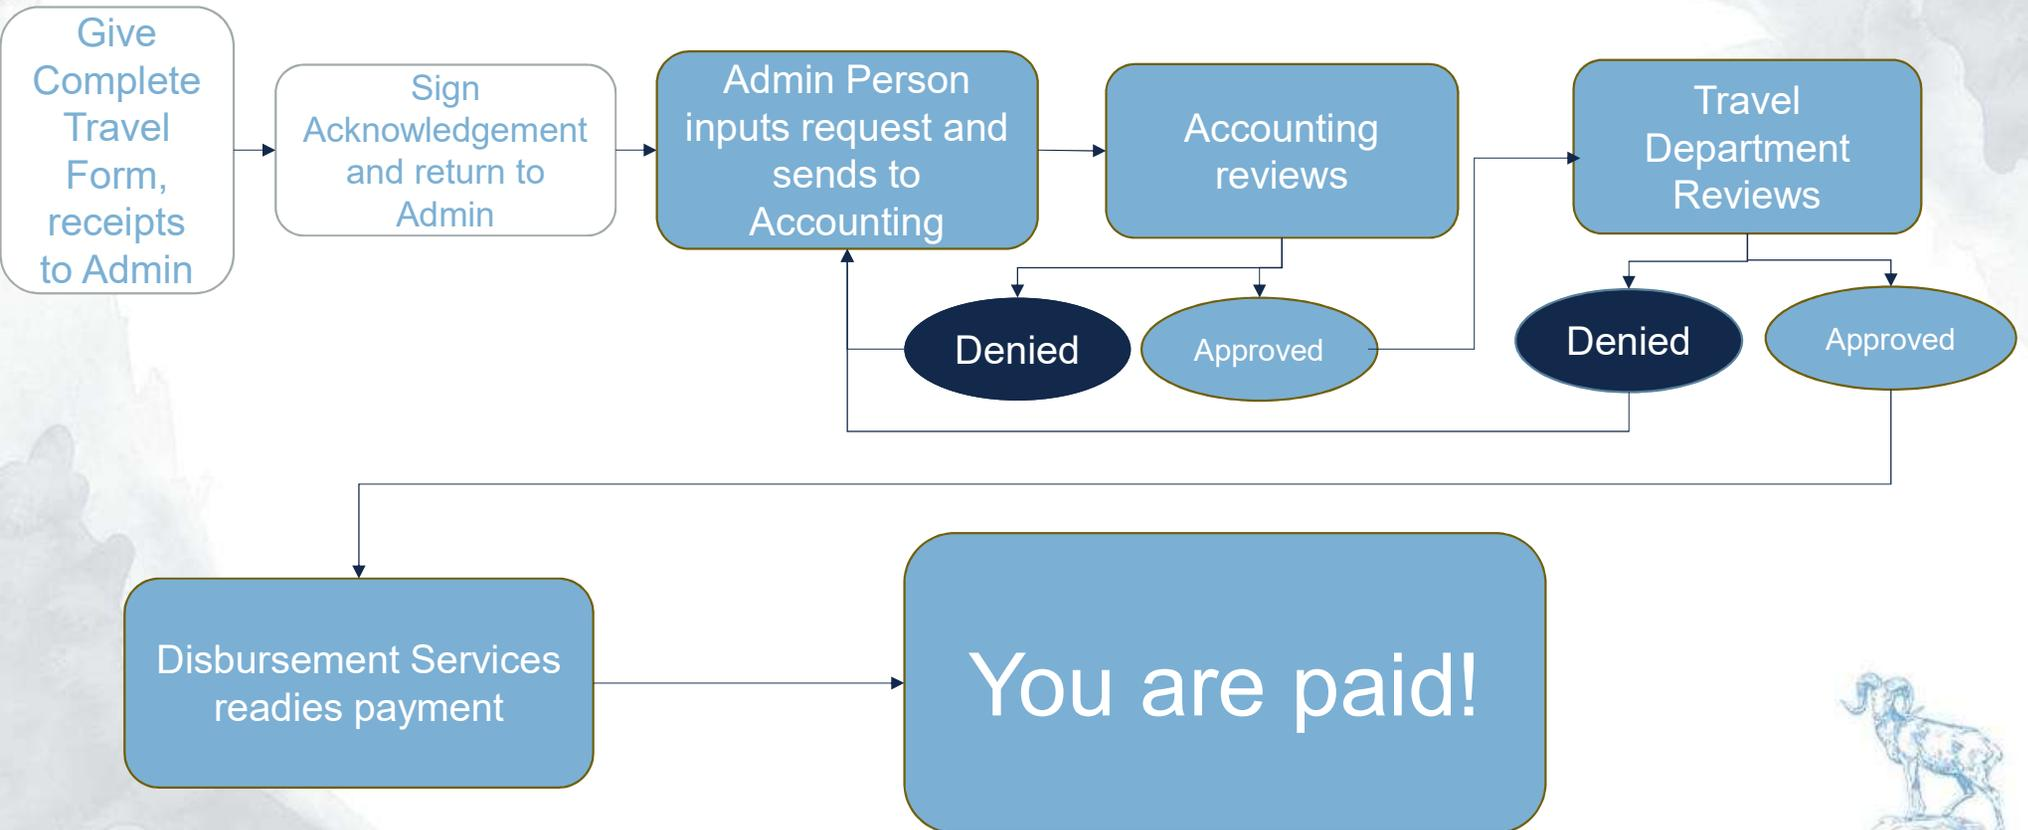 Give
Complete
Travel
Form,
receipts
to Admin
Sign
Acknowledgement
and return to
Admin
Admin Person
inputs request and
sends to
Accounting
Accounting
reviews
Travel
Department
Reviews
Denied
Approved
Denied
Approved
Disbursement Services
readies payment
You are paid!